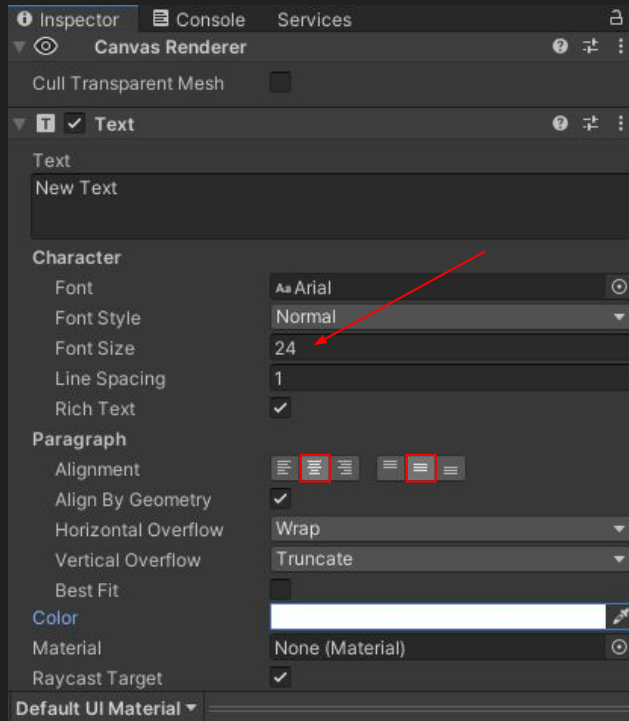 Inspector Console Services
Canvas Renderer
Cull Transparent Mesh
Text
Text
New Text
Character
Font Aa Arial
Font Style Normal
Font Size 24
Line Spacing 1
Rich Text
Paragraph
Alignment
Align By Geometry
Horizontal Overflow Wrap
Vertical Overflow Truncate
Best Fit
Color
Material None (Material)
Raycast Target
Default UI Material